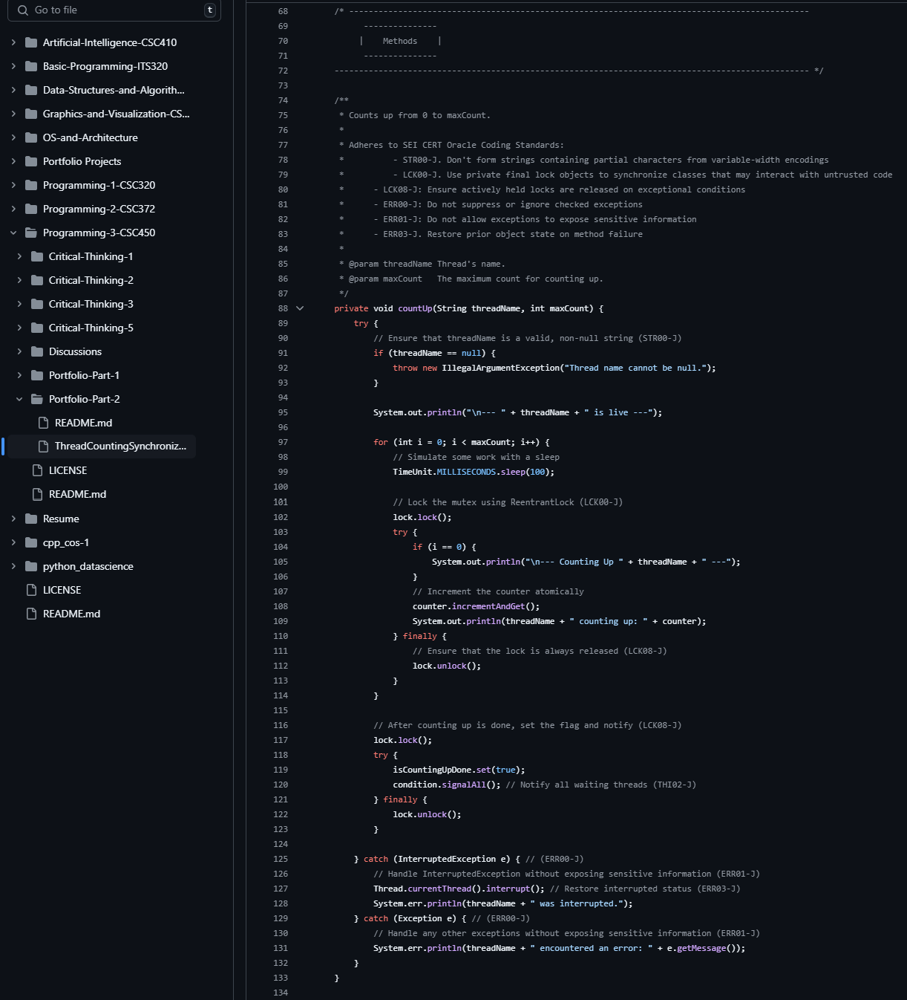 Go to file
t
Artificial-Intelligence-CSC410
Basic-Programming-ITS320
Data-Structures-and-Algorith...
Graphics-and-Visualization-CS...
OS-and-Architecture
Portfolio Projects
Programming-1-CSC320
Programming-2-CSC372
Programming-3-CSC450
Critical-Thinking-1
Critical-Thinking-2
Critical-Thinking-3
Critical-Thinking-5
Discussions
Portfolio-Part-1
Portfolio-Part-2
README.md
ThreadCountingSynchroniz...
LICENSE
README.md
Resume
cpp_cos-1
python_datascience
LICENSE
README.md
68 /* ----------------------------------------------------------------------------------------------
69 ---------------
70 | Methods |
71 ---------------
72 ------------------------------------------------------------------------------------------------- */
73
74 /**
75 * Counts up from 0 to maxCount.
76 *
77 * Adheres to SEI CERT Oracle Coding Standards:
78 * - STR00-J. Don't form strings containing partial characters from variable-width encodings
79 * - LCK00-J. Use private final lock objects to synchronize classes that may interact with untrusted code
80 * - LCK08-J: Ensure actively held locks are released on exceptional conditions
81 * - ERR00-J: Do not suppress or ignore checked exceptions
82 * - ERR01-J: Do not allow exceptions to expose sensitive information
83 * - ERR03-J. Restore prior object state on method failure
84 *
85 * @param threadName Thread's name.
86 * @param maxCount The maximum count for counting up.
87 */
88 private void countUp(String threadName, int maxCount) {
89 try {
90 // Ensure that threadName is a valid, non-null string (STR00-J)
91 if (threadName == null) {
92 throw new IllegalArgumentException("Thread name cannot be null.");
93 }
94
95 System.out.println("\n--- " + threadName + " is live ---");
96
97 for (int i = 0; i < maxCount; i++) {
98 // Simulate some work with a sleep
99 TimeUnit.MILLISECONDS.sleep(100);
100
101 // Lock the mutex using ReentrantLock (LCK00-J)
102 lock.lock();
103 try {
104 if (i == 0) {
105 System.out.println("\n--- Counting Up " + threadName + " ---");
106 }
107 // Increment the counter atomically
108 counter.incrementAndGet();
109 System.out.println(threadName + " counting up: " + counter);
110 } finally {
111 // Ensure that the lock is always released (LCK08-J)
112 lock.unlock();
113 }
114 }
115
116 // After counting up is done, set the flag and notify (LCK08-J)
117 lock.lock();
118 try {
119 isCountingUpDone.set(true);
120 condition.signalAll(); // Notify all waiting threads (THI02-J)
121 } finally {
122 lock.unlock();
123 }
124
125 } catch (InterruptedException e) { // (ERR00-J)
126 // Handle InterruptedException without exposing sensitive information (ERR01-J)
127 Thread.currentThread().interrupt(); // Restore interrupted status (ERR03-J)
128 System.err.println(threadName + " was interrupted.");
129 } catch (Exception e) { // (ERR00-J)
130 // Handle any other exceptions without exposing sensitive information (ERR01-J)
131 System.err.println(threadName + " encountered an error: " + e.getMessage());
132 }
133 }
134